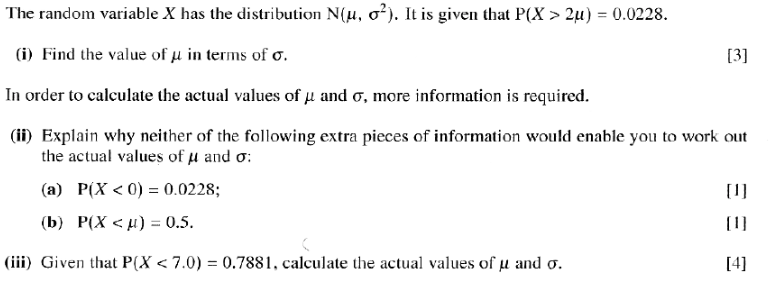 The random variable X has the distribution N(μ, σ²). It is given that P(X > 2μ) = 0.0228.
(i) Find the value of μ in terms of σ. [3]
In order to calculate the actual values of μ and σ, more information is required.
(ii) Explain why neither of the following extra pieces of information would enable you to work out
the actual values of μ and σ:
(a) P(X < 0) = 0.0228; [1]
(b) P(X < μ) = 0.5. [1]
(iii) Given that P(X < 7.0) = 0.7881, calculate the actual values of μ and σ. [4]